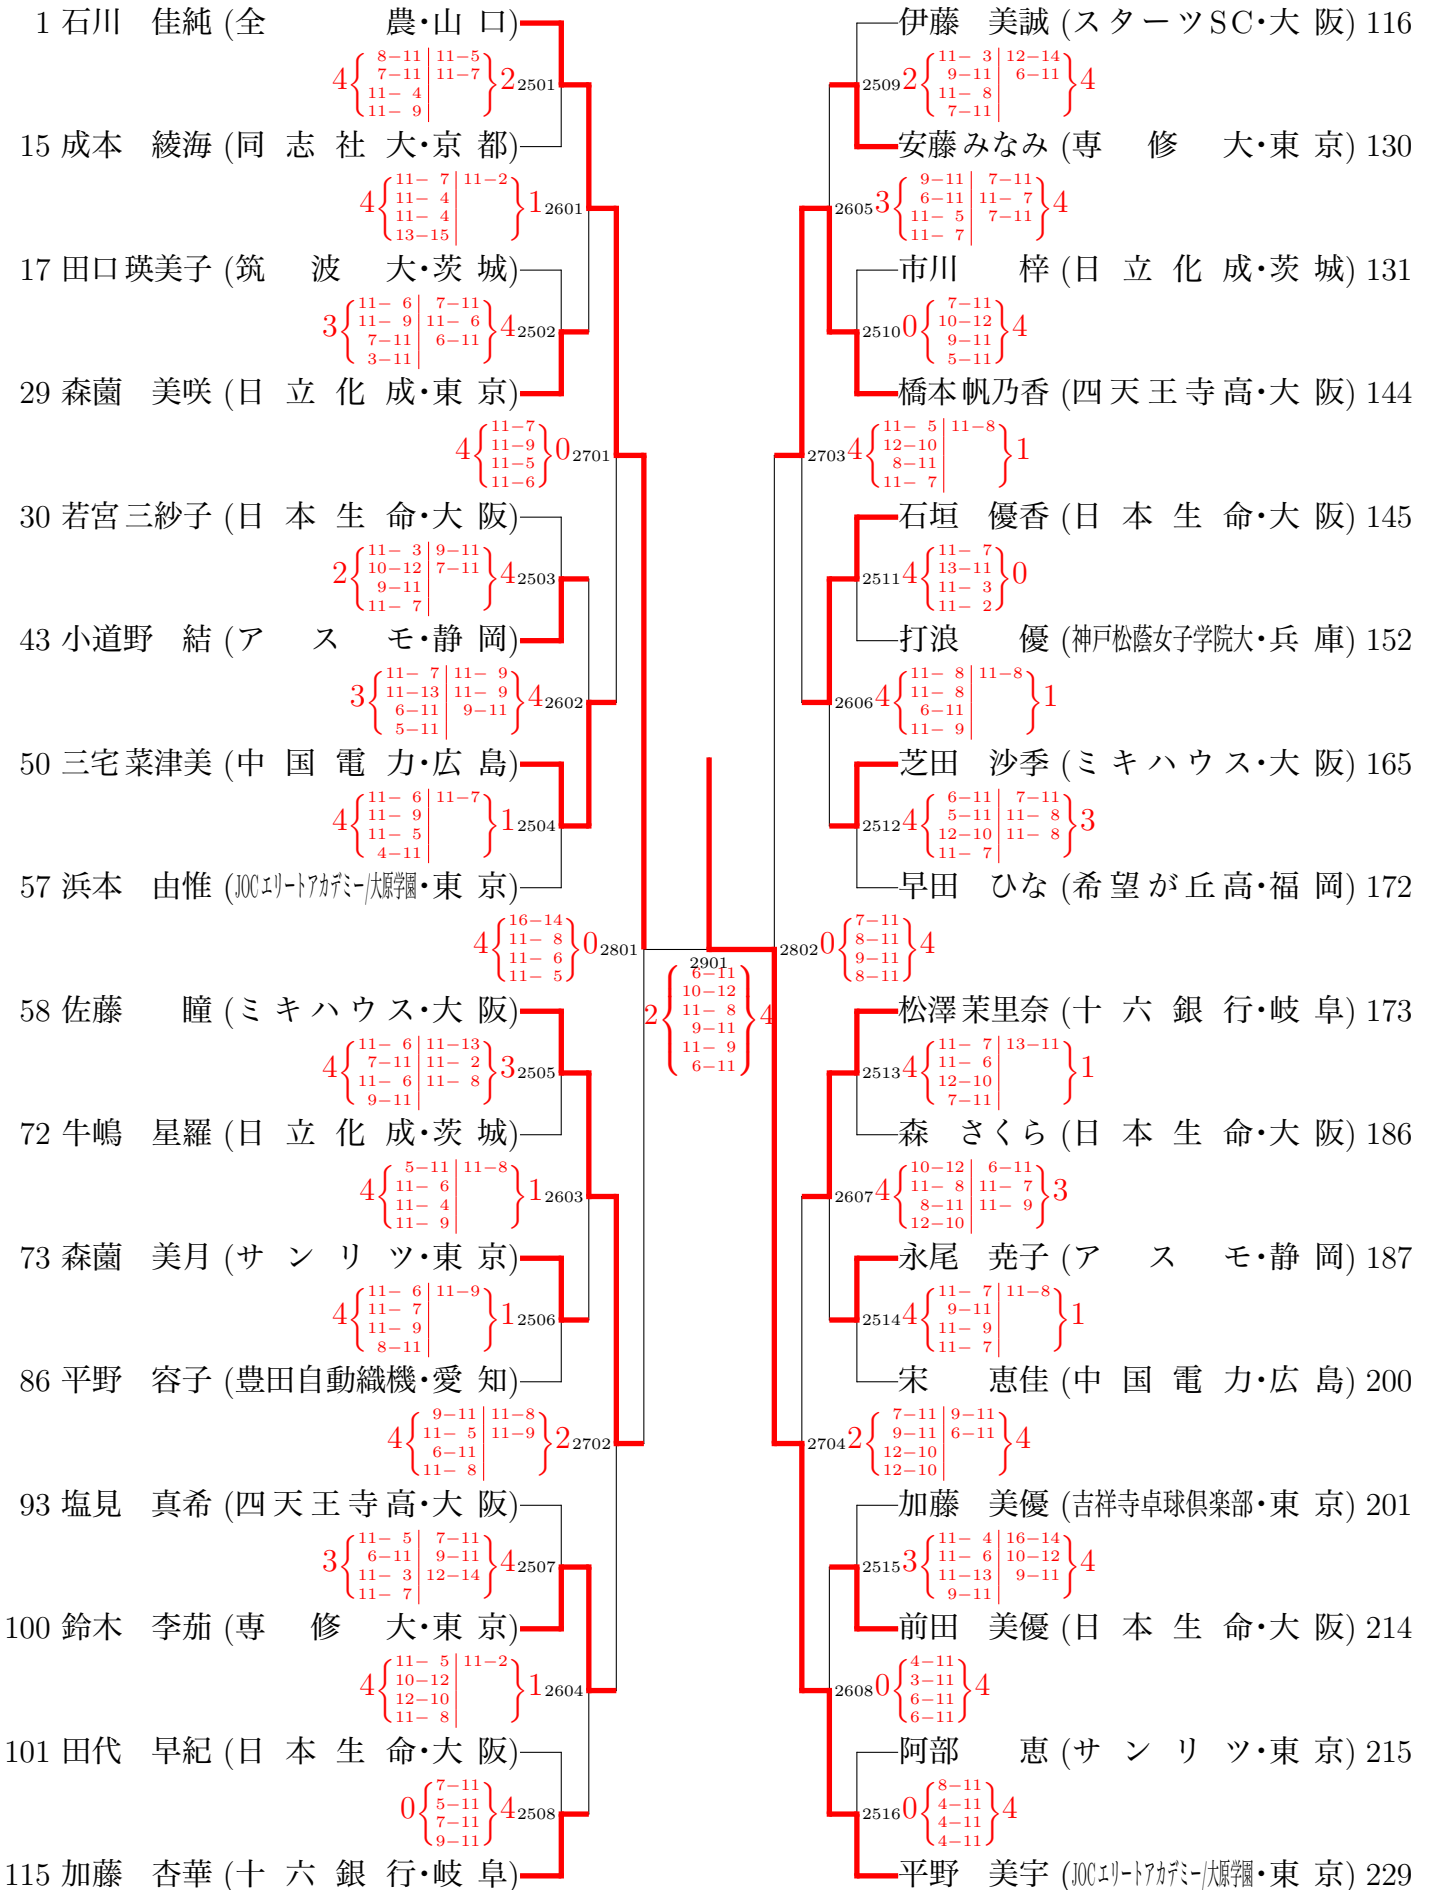 1 石川 佳純 (全 農・山 口)
4 8−11 11−5 2
7−11 11−7
11− 4
11− 9
2501
15 成本 綾海 (同 志 社 大・京 都)
4 11− 7 11−2 1
11− 4
11− 4
13−15
2601
17 田口 瑛美子 (筑 波 大・茨 城)
3 11− 6 7−11 4
11− 9 11− 6
7−11 6−11
3−11
2502
29 森薗 美咲 (日 立 化 成・東 京)
4 11−7 0
11−9
11−5
11−6
2701
30 若宮 三紗子 (日 本 生 命・大 阪)
2 11− 3 9−11 4
10−12 7−11
9−11
11− 7
2503
43 小道野 結 (ア ス モ・静 岡)
3 11− 7 11− 9 4
11−13 11− 9
6−11 9−11
5−11
2602
50 三宅 菜津美 (中 国 電 力・広 島)
4 11− 6 11−7 1
11− 9
11− 5
4−11
2504
57 浜本 由惟 (JOCエリートアカデミー/大原学園・東 京)
4 16−14 0
11− 8
11− 6
11− 5
2801
58 佐藤 瞳 (ミ キ ハ ウ ス・大 阪)
4 11− 6 11−13 3
7−11 11− 2
11− 6 11− 8
9−11
2505
72 牛嶋 星羅 (日 立 化 成・茨 城)
4 5−11 11−8 1
11− 6
11− 4
11− 9
2603
73 森薗 美月 (サ ン リ ツ・東 京)
4 11− 6 11−9 1
11− 7
11− 9
8−11
2506
86 平野 容子 (豊田自動織機・愛 知)
4 9−11 11−8 2
11− 5 11−9
6−11
11− 8
2702
93 塩見 真希 (四 天 王 寺 高・大 阪)
3 11− 5 7−11 4
6−11 9−11
11− 3 12−14
11− 7
2507
100 鈴木 李茄 (専 修 大・東 京)
4 11− 5 11−2 1
10−12
12−10
11− 8
2604
101 田代 早紀 (日 本 生 命・大 阪)
0 7−11 4
5−11
7−11
9−11
2508
115 加藤 杏華 (十 六 銀 行・岐 阜)
2901
2 6−11 4
10−12
11− 8
9−11
11− 9
6−11
伊藤 美誠 (スターツSC・大 阪) 116
2509
2 11− 3 12−14 4
9−11 6−11
11− 8
7−11
安藤 みなみ (専 修 大・東 京) 130
2605
3 9−11 7−11 4
6−11 11− 7
11− 5 7−11
11− 7
市川 梓 (日 立 化 成・茨 城) 131
2510
0 7−11 4
10−12
9−11
5−11
橋本 帆乃香 (四 天 王 寺 高・大 阪) 144
2703
4 11− 5 11−8 1
12−10
8−11
11− 7
石垣 優香 (日 本 生 命・大 阪) 145
2511
4 11− 7 0
13−11
11− 3
11− 2
打浪 優 (神戸松蔭女子学院大・兵 庫) 152
2606
4 11− 8 11−8 1
11− 8
6−11
11− 9
芝田 沙季 (ミ キ ハ ウ ス・大 阪) 165
2512
4 6−11 7−11 3
5−11 11− 8
12−10 11− 8
11− 7
早田 ひな (希 望 が 丘 高・福 岡) 172
2802
0 7−11 4
8−11
9−11
8−11
松澤 茉里奈 (十 六 銀 行・岐 阜) 173
2513
4 11− 7 13−11 1
11− 6
12−10
7−11
森 さくら (日 本 生 命・大 阪) 186
2607
4 10−12 6−11 3
11− 8 11− 7
8−11 11− 9
12−10
永尾 尭子 (ア ス モ・静 岡) 187
2514
4 11− 7 11−8 1
9−11
11− 9
11− 7
宋 恵佳 (中 国 電 力・広 島) 200
2704
2 7−11 9−11 4
9−11 6−11
12−10
12−10
加藤 美優 (吉祥寺卓球倶楽部・東 京) 201
2515
3 11− 4 16−14 4
11− 6 10−12
11−13 9−11
9−11
前田 美優 (日 本 生 命・大 阪) 214
2608
0 4−11 4
3−11
6−11
6−11
阿部 恵 (サ ン リ ツ・東 京) 215
2516
0 8−11 4
4−11
4−11
4−11
平野 美宇 (JOCエリートアカデミー/大原学園・東 京) 229